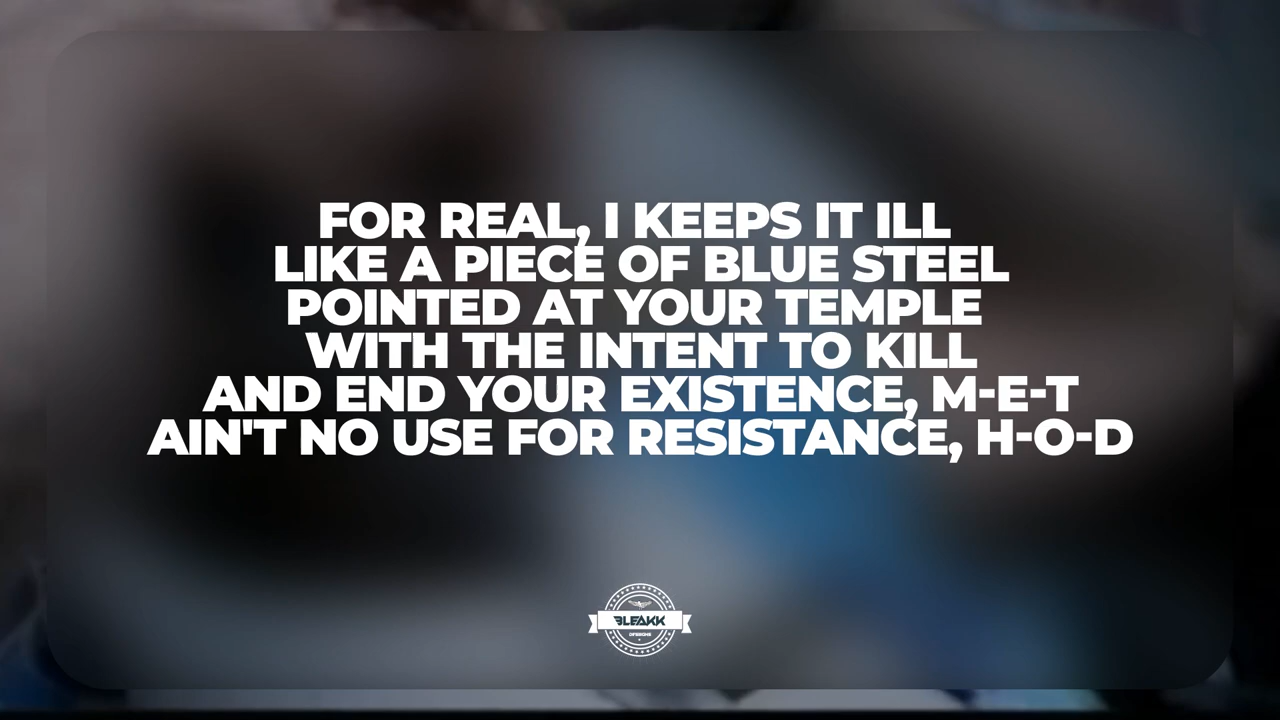 FOR REAL, I KEEPS IT ILL
LIKE A PIECE OF BLUE STEEL
POINTED AT YOUR TEMPLE
WITH THE INTENT TO KILL
AND END YOUR EXISTENCE, M-E-T
AIN'T NO USE FOR RESISTANCE, H-O-D
BLEAKK